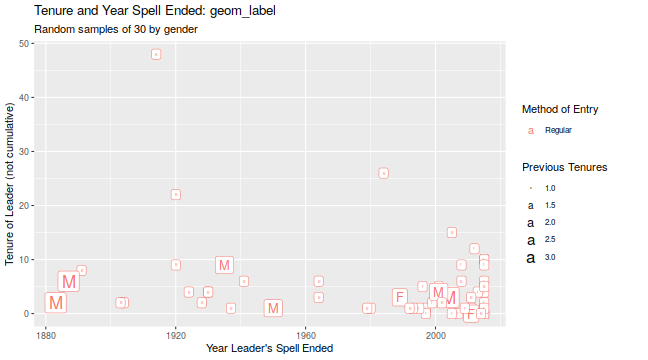 Tenure and Year Spell Ended: geom_label
Random samples of 30 by gender
Tenure of Leader (not cumulative)
50
40
30
20
10
0
M
M
M
M
F
M
M
F
1880
1920
1960
2000
Year Leader's Spell Ended
Method of Entry
a Regular
Previous Tenures
1.0
a 1.5
a 2.0
a 2.5
a 3.0